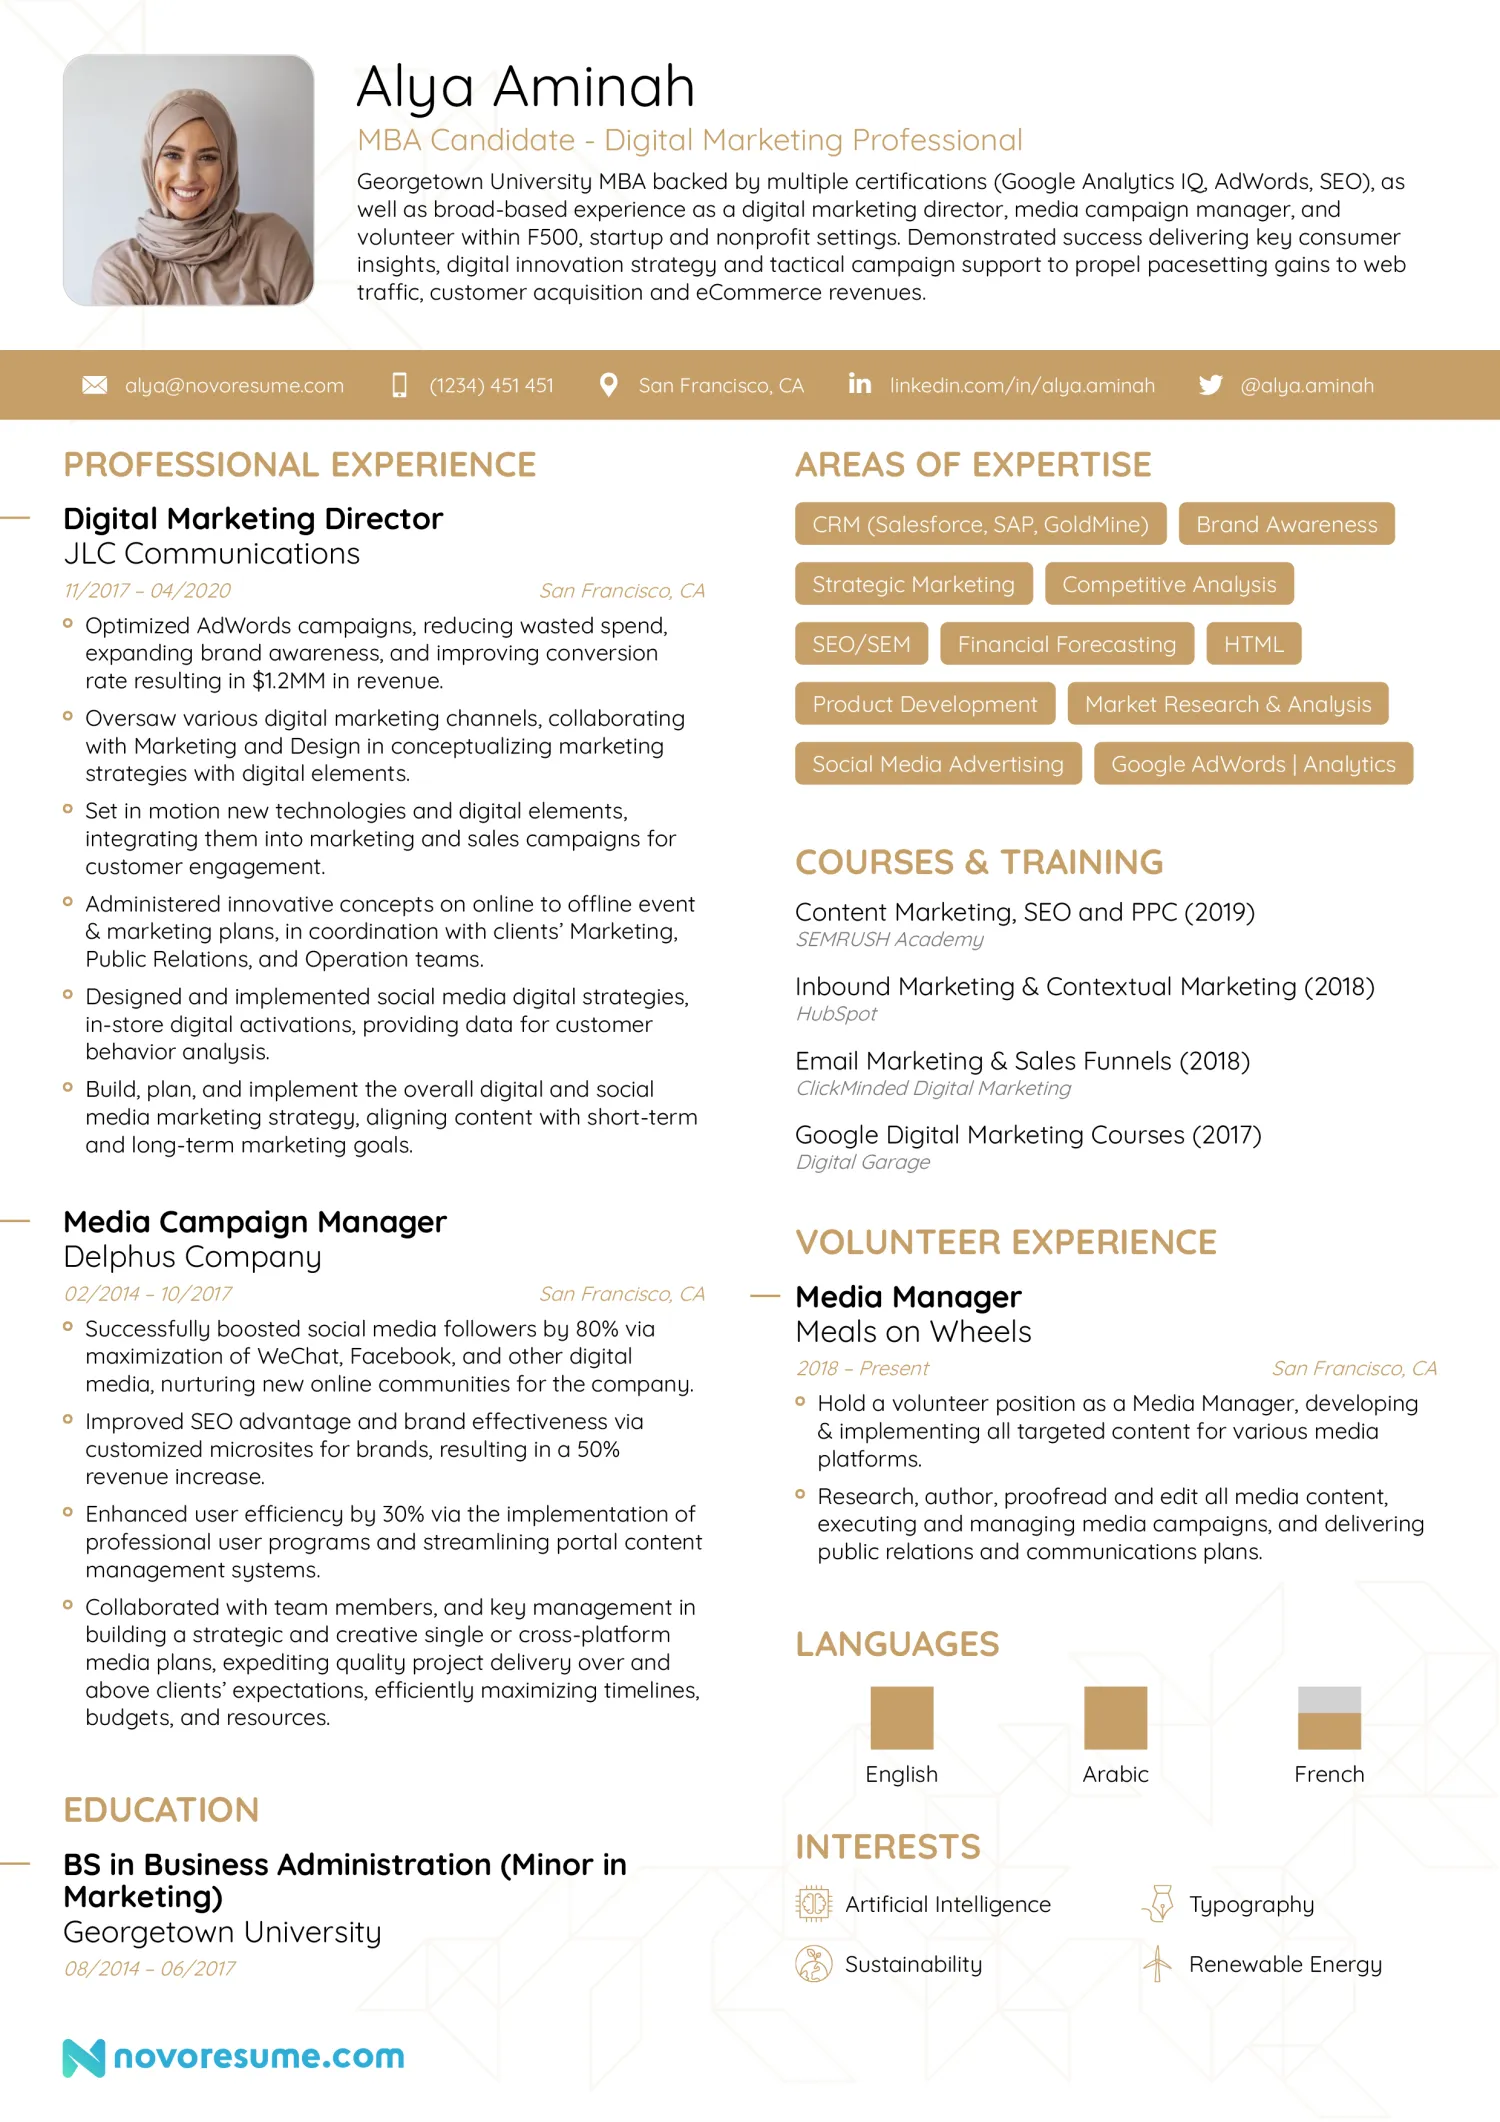 Alya Aminah
MBA Candidate - Digital Marketing Professional
Georgetown University MBA backed by multiple certifications (Google Analytics IQ, AdWords, SEO), as
well as broad-based experience as a digital marketing director, media campaign manager, and
volunteer within F500, startup and nonprofit settings. Demonstrated success delivering key consumer
insights, digital innovation strategy and tactical campaign support to propel pacesetting gains to web
traffic, customer acquisition and eCommerce revenues.
alya@novoresume.com
(1234) 451 451
San Francisco, CA
linkedin.com/in/alya.aminah
@alya.aminah
PROFESSIONAL EXPERIENCE
Digital Marketing Director
JLC Communications
11/2017 – 04/2020
San Francisco, CA
Optimized AdWords campaigns, reducing wasted spend,
expanding brand awareness, and improving conversion
rate resulting in $1.2MM in revenue.
Oversaw various digital marketing channels, collaborating
with Marketing and Design in conceptualizing marketing
strategies with digital elements.
Set in motion new technologies and digital elements,
integrating them into marketing and sales campaigns for
customer engagement.
Administered innovative concepts on online to offline event
& marketing plans, in coordination with clients’ Marketing,
Public Relations, and Operation teams.
Designed and implemented social media digital strategies,
in-store digital activations, providing data for customer
behavior analysis.
Build, plan, and implement the overall digital and social
media marketing strategy, aligning content with short-term
and long-term marketing goals.
Media Campaign Manager
Delphus Company
02/2014 – 10/2017
San Francisco, CA
Successfully boosted social media followers by 80% via
maximization of WeChat, Facebook, and other digital
media, nurturing new online communities for the company.
Improved SEO advantage and brand effectiveness via
customized microsites for brands, resulting in a 50%
revenue increase.
Enhanced user efficiency by 30% via the implementation of
professional user programs and streamlining portal content
management systems.
Collaborated with team members, and key management in
building a strategic and creative single or cross-platform
media plans, expediting quality project delivery over and
above clients’ expectations, efficiently maximizing timelines,
budgets, and resources.
EDUCATION
BS in Business Administration (Minor in
Marketing)
Georgetown University
08/2014 – 06/2017
AREAS OF EXPERTISE
CRM (Salesforce, SAP, GoldMine)
Brand Awareness
Strategic Marketing
Competitive Analysis
SEO/SEM
Financial Forecasting
HTML
Product Development
Market Research & Analysis
Social Media Advertising
Google AdWords | Analytics
COURSES & TRAINING
Content Marketing, SEO and PPC (2019)
SEMRUSH Academy
Inbound Marketing & Contextual Marketing (2018)
HubSpot
Email Marketing & Sales Funnels (2018)
ClickMinded Digital Marketing
Google Digital Marketing Courses (2017)
Digital Garage
VOLUNTEER EXPERIENCE
Media Manager
Meals on Wheels
2018 – Present
San Francisco, CA
Hold a volunteer position as a Media Manager, developing
& implementing all targeted content for various media
platforms.
Research, author, proofread and edit all media content,
executing and managing media campaigns, and delivering
public relations and communications plans.
LANGUAGES
English
Arabic
French
INTERESTS
Artificial Intelligence
Typography
Sustainability
Renewable Energy
novoresume.com